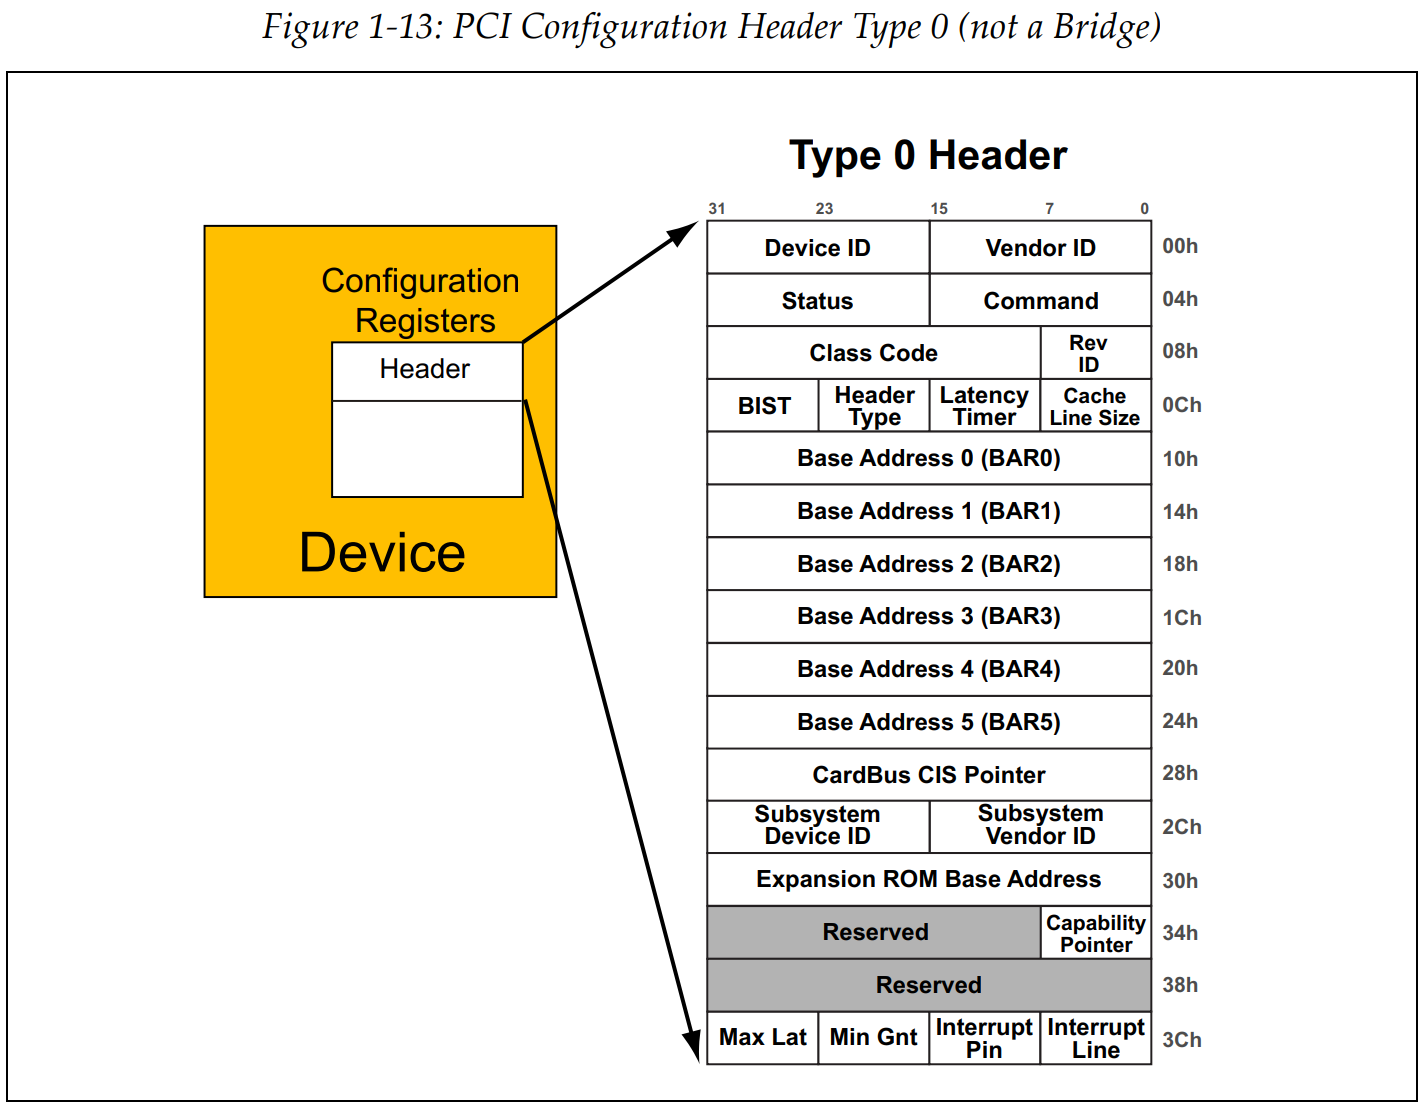 Figure 1-13: PCI Configuration Header Type 0 (not a Bridge)
Type 0 Header
31 23 15 7 0
Configuration
Registers
Header
Device
Device ID Vendor ID 00h
Status Command 04h
Class Code Rev
ID 08h
BIST Header
Type Latency
Timer Cache
Line Size 0Ch
Base Address 0 (BAR0) 10h
Base Address 1 (BAR1) 14h
Base Address 2 (BAR2) 18h
Base Address 3 (BAR3) 1Ch
Base Address 4 (BAR4) 20h
Base Address 5 (BAR5) 24h
CardBus CIS Pointer 28h
Subsystem
Device ID Subsystem
Vendor ID 2Ch
Expansion ROM Base Address 30h
Reserved Capability
Pointer 34h
Reserved 38h
Max Lat Min Gnt Interrupt
Pin Interrupt
Line 3Ch